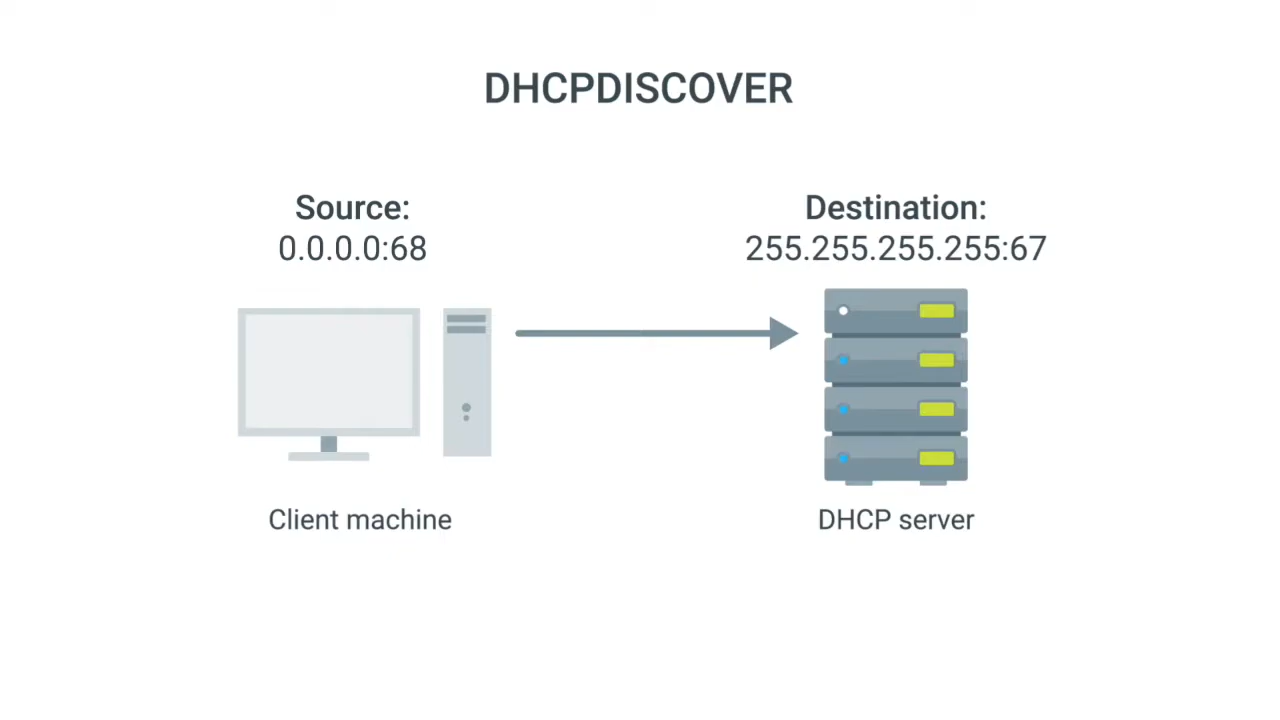 DHCPDISCOVER
Source:
0.0.0.0:68
Destination:
255.255.255.255:67
Client machine
DHCP server